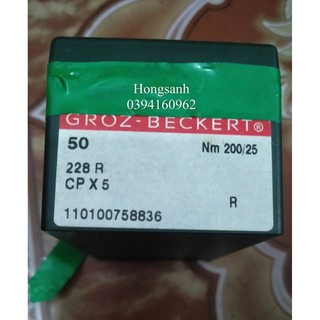 Hongsanh
0394160962
GROZ-BECKERT®
50 Nm 200/25
228 R
CP X 5
R
110100758836